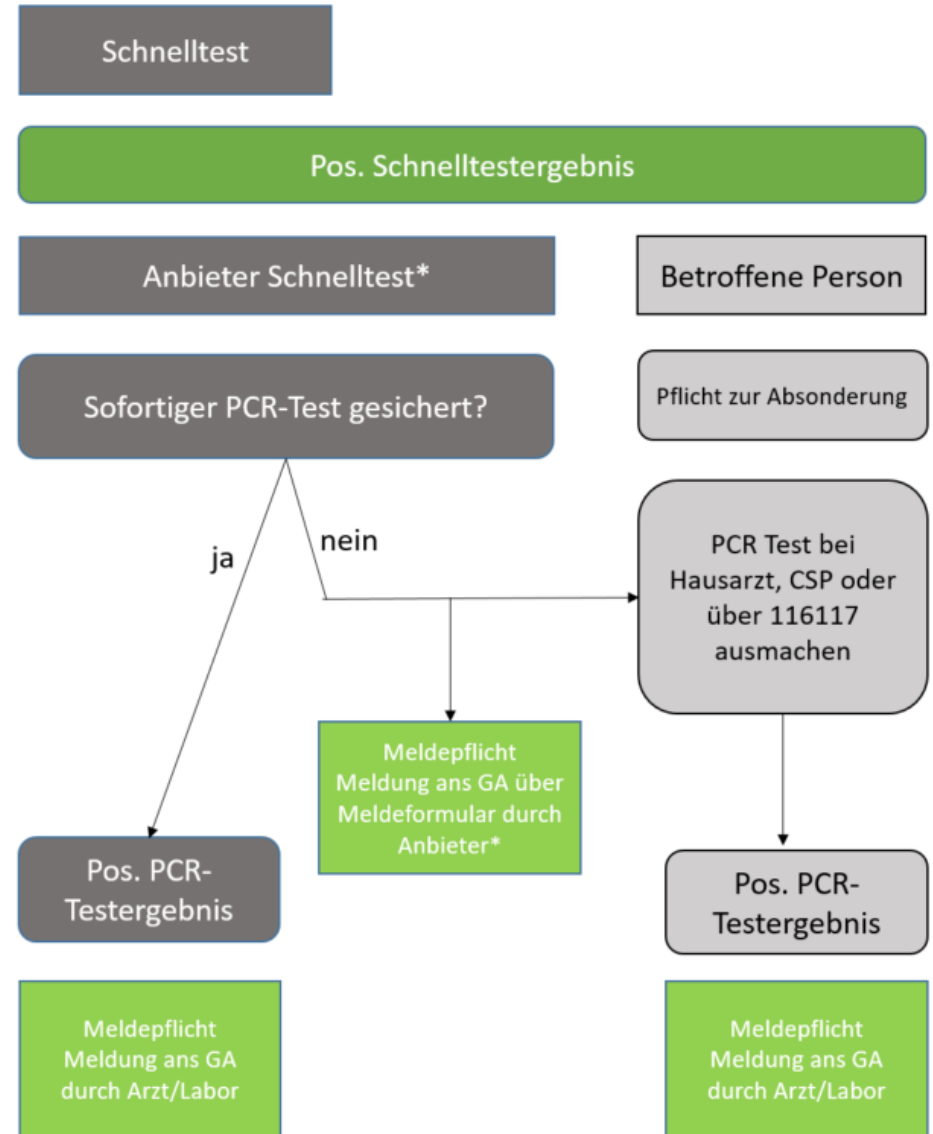 Schnelltest
Pos. Schnelltestergebnis
Anbieter Schnelltest*
Betroffene Person
Sofortiger PCR-Test gesichert?
Pflicht zur Absonderung
ja
nein
PCR Test bei
Hausarzt, CSP oder
über 116117
ausmachen
Meldepflicht
Meldung ans GA über
Meldeformular durch
Anbieter*
Pos. PCR-
Testergebnis
Pos. PCR-
Testergebnis
Meldepflicht
Meldung ans GA
durch Arzt/Labor
Meldepflicht
Meldung ans GA
durch Arzt/Labor